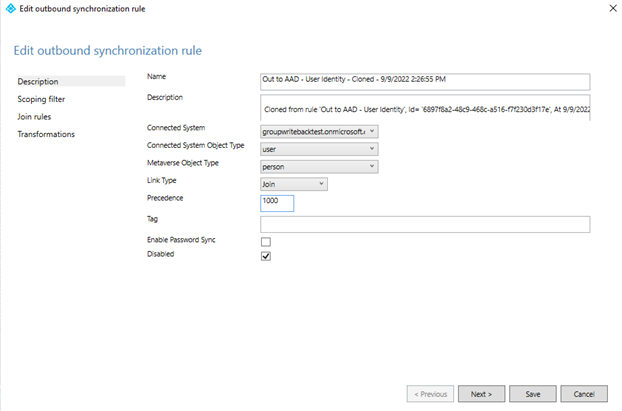 Edit outbound synchronization rule
Edit outbound synchronization rule
Description
Scoping filter
Join rules
Transformations
Name
Out to AAD - User Identity - Cloned - 9/9/2022 2:26:55 PM
Description
Cloned from rule 'Out to AAD - User Identity', Id= '6897f8a2-48c9-468c-a516-f7f230d3f17e', At 9/9/2022
Connected System
groupwritebacktest.onmicrosoft.c
Connected System Object Type
user
Metaverse Object Type
person
Link Type
Join
Precedence
1000
Tag
Enable Password Sync
Disabled
< Previous
Next >
Save
Cancel